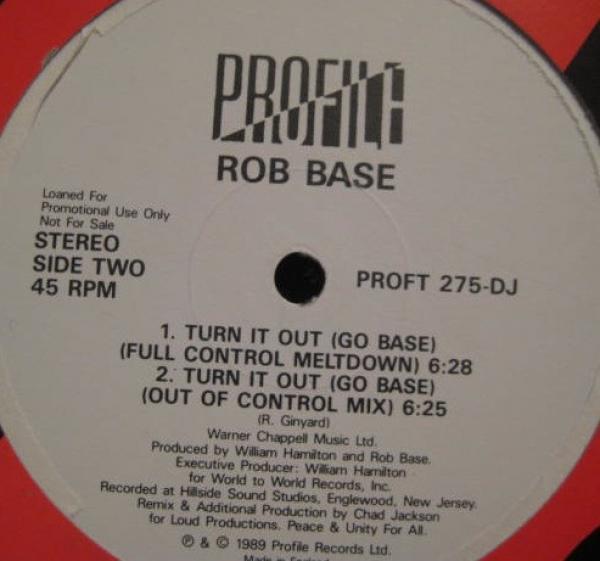 PROFILE
ROB BASE
Loaned For
Promotional Use Only
Not For Sale
STEREO
SIDE TWO
45 RPM
PROFT 275-DJ
1. TURN IT OUT (GO BASE)
(FULL CONTROL MELTDOWN) 6:28
2. TURN IT OUT (GO BASE)
(OUT OF CONTROL MIX) 6:25
(R. Ginyard)
Warner Chappell Music Ltd.
Produced by William Hamilton and Rob Base.
Executive Producer: William Hamilton
for World to World Records, Inc.
Recorded at Hillside Sound Studios, Englewood, New Jersey.
Remix & Additional Production by Chad Jackson
for Loud Productions. Peace & Unity For All.
℗ & © 1989 Profile Records Ltd.
Made in